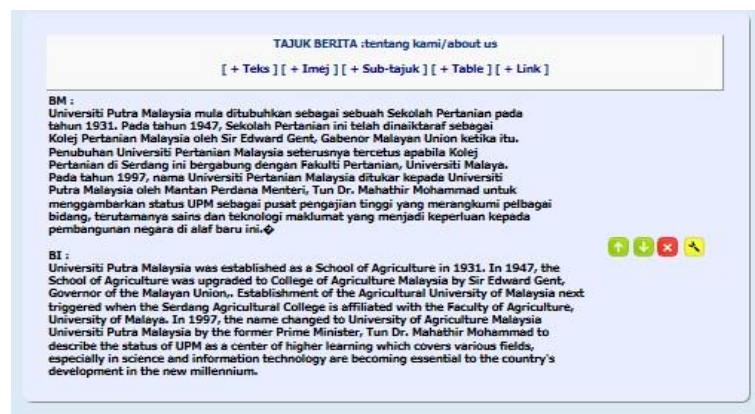 TAJUK BERITA :tentang kami/about us
[ + Teks ] [ + Imej ] [ + Sub-tajuk ] [ + Table ] [ + Link ]
BM :
Universiti Putra Malaysia mula ditubuhkan sebagai sebuah Sekolah Pertanian pada
tahun 1931. Pada tahun 1947, Sekolah Pertanian ini telah dinaiktaraf sebagai
Kolej Pertanian Malaysia oleh Sir Edward Gent, Gabenor Malayan Union ketika itu.
Penubuhan Universiti Pertanian Malaysia seterusnya tercetus apabila Kolej
Pertanian di Serdang ini bergabung dengan Fakulti Pertanian, Universiti Malaya.
Pada tahun 1997, nama Universiti Pertanian Malaysia ditukar kepada Universiti
Putra Malaysia oleh Mantan Perdana Menteri, Tun Dr. Mahathir Mohammad untuk
menggambarkan status UPM sebagai pusat pengajian tinggi yang merangkumi pelbagai
bidang, terutamanya sains dan teknologi maklumat yang menjadi keperluan kepada
pembangunan negara di alaf baru ini.�
BI :
Universiti Putra Malaysia was established as a School of Agriculture in 1931. In 1947, the
School of Agriculture was upgraded to College of Agriculture Malaysia by Sir Edward Gent,
Governor of the Malayan Union,. Establishment of the Agricultural University of Malaysia next
triggered when the Serdang Agricultural College is affiliated with the Faculty of Agriculture,
University of Malaya. In 1997, the name changed to University of Agriculture Malaysia
Universiti Putra Malaysia by the former Prime Minister, Tun Dr. Mahathir Mohammad to
describe the status of UPM as a center of higher learning which covers various fields,
especially in science and information technology are becoming essential to the country's
development in the new millennium.